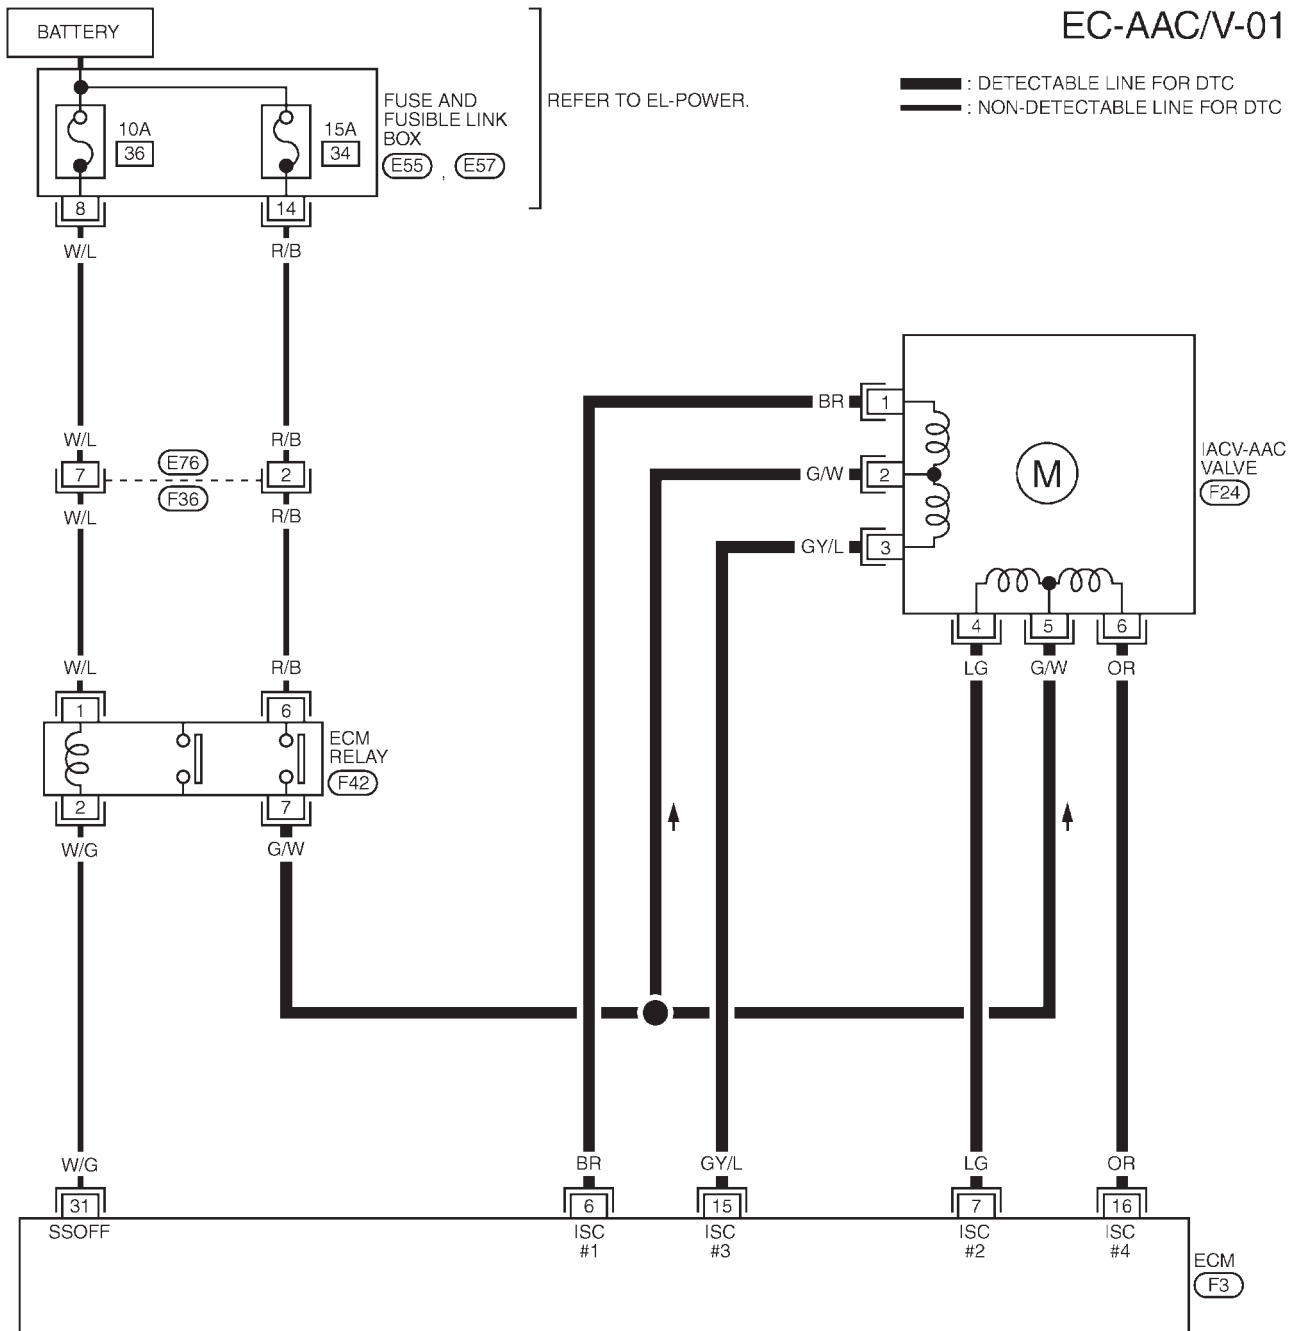 EC-AAC/V-01
BATTERY
: DETECTABLE LINE FOR DTC
: NON-DETECTABLE LINE FOR DTC
REFER TO EL-POWER.
FUSE AND
FUSIBLE LINK
BOX
E55 , E57
10A
36
15A
34
8
14
W/L
R/B
W/L
R/B
7
E76
F36
2
W/L
R/B
W/L
R/B
1
6
ECM
RELAY
F42
2
7
W/G
G/W
BR
1
G/W
2
GY/L
3
M
IACV-AAC
VALVE
F24
4
5
6
LG
G/W
OR
W/G
BR
GY/L
LG
OR
31
6
15
7
16
SSOFF
ISC
#1
ISC
#3
ISC
#2
ISC
#4
ECM
F3